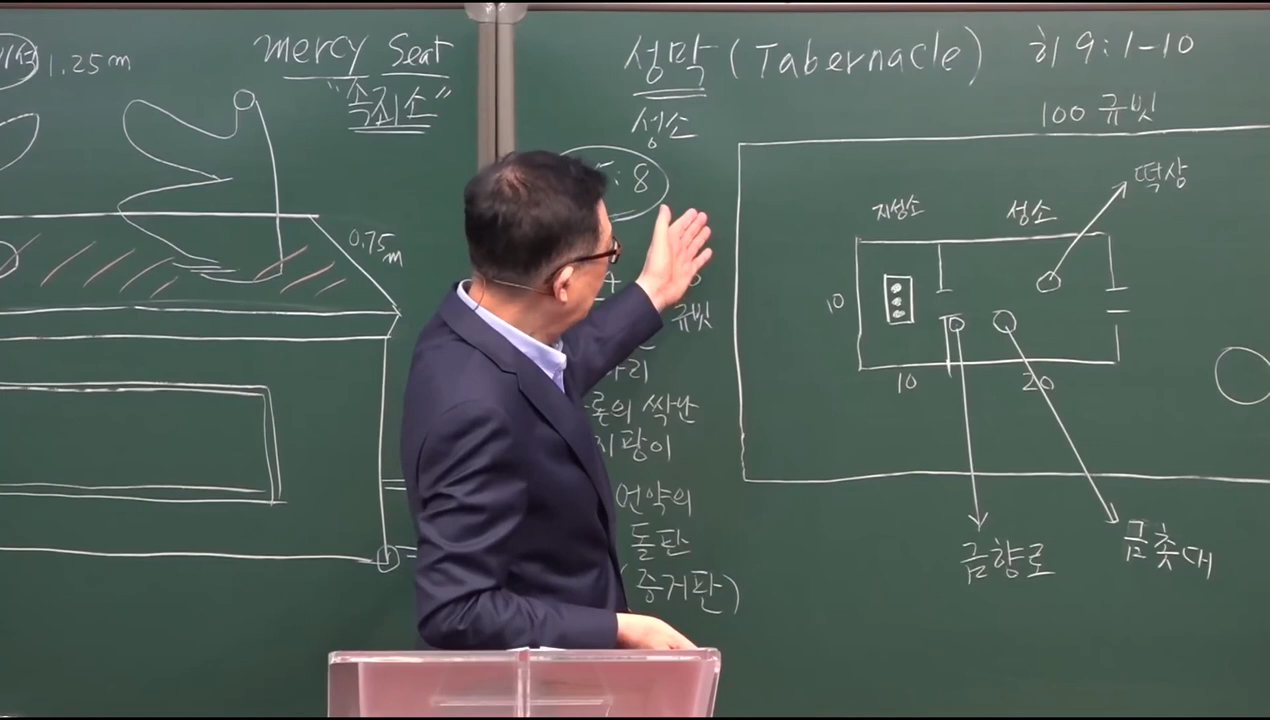 1.25m
mercy Seat
"속죄소"
0.75
m
성막 (Tabernacle) 히 9:1-10
성소
:8
규빗
론의 싹난
지팡이
언약의
돌판
(증거판)
100 규빗
떡상
지성소
성소
10
10
20
금향로
금촛대